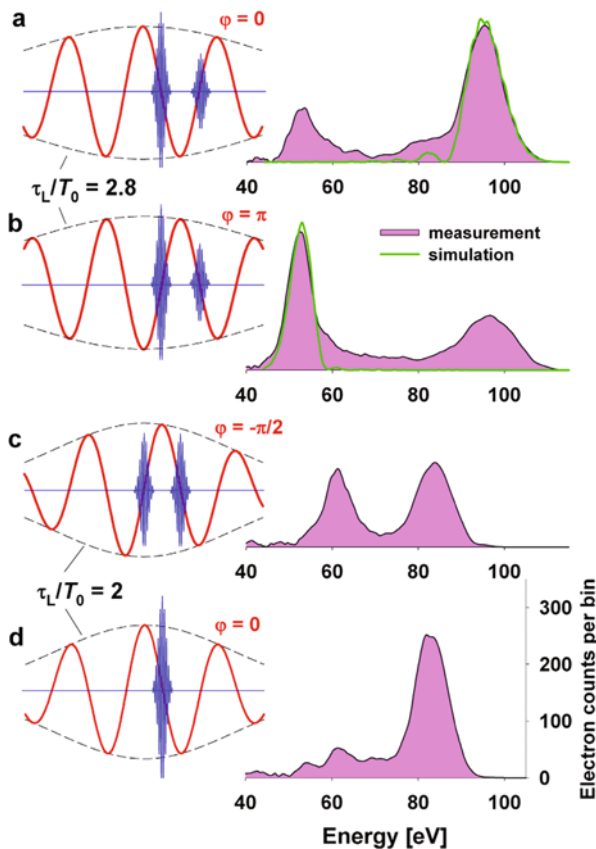 a
φ = 0
40 60 80 100
τL/T0 = 2.8
b
φ = π
measurement
simulation
40 60 80 100
c
φ = -π/2
40 60 80 100
τL/T0 = 2
d
φ = 0
300
200
100
0
Electron counts per bin
40 60 80 100
Energy [eV]